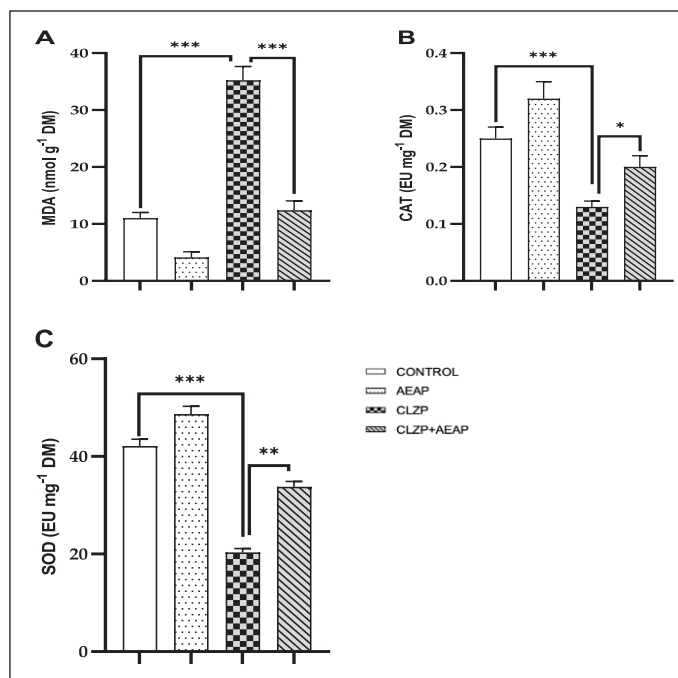 A
MDA (nmol g⁻¹ DM)
40
30
20
10
0
***
***
B
CAT (EU mg⁻¹ DM)
0.4
0.3
0.2
0.1
0.0
***
*
C
SOD (EU mg⁻¹ DM)
60
40
20
0
***
**
CONTROL
AEAP
CLZP
CLZP+AEAP